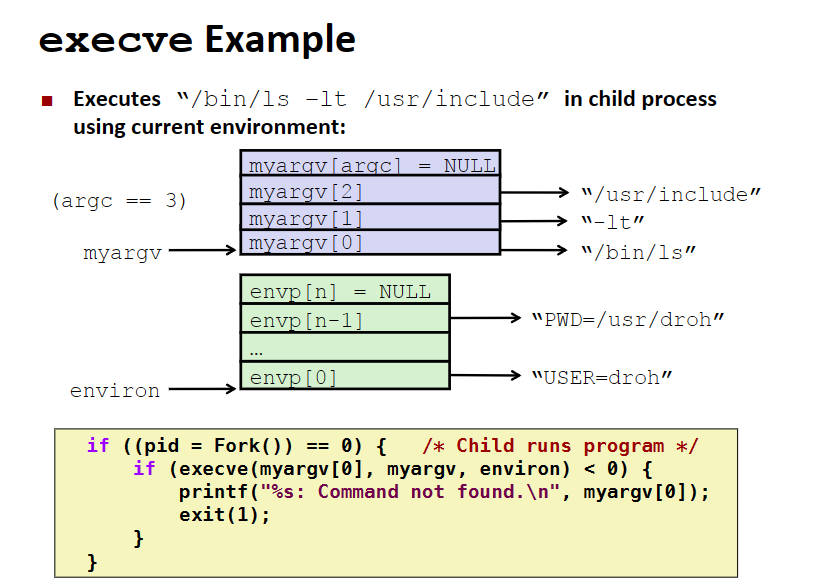 execve Example
■ Executes “/bin/ls –lt /usr/include” in child process
using current environment:
myargv[argc] = NULL
(argc == 3)
myargv[2]
“/usr/include”
myargv[1]
“-lt”
myargv
myargv[0]
“/bin/ls”
envp[n] = NULL
envp[n-1]
“PWD=/usr/droh”
…
environ
envp[0]
“USER=droh”
if ((pid = Fork()) == 0) {   /* Child runs program */
    if (execve(myargv[0], myargv, environ) < 0) {
        printf("%s: Command not found.\n", myargv[0]);
        exit(1);
    }
}